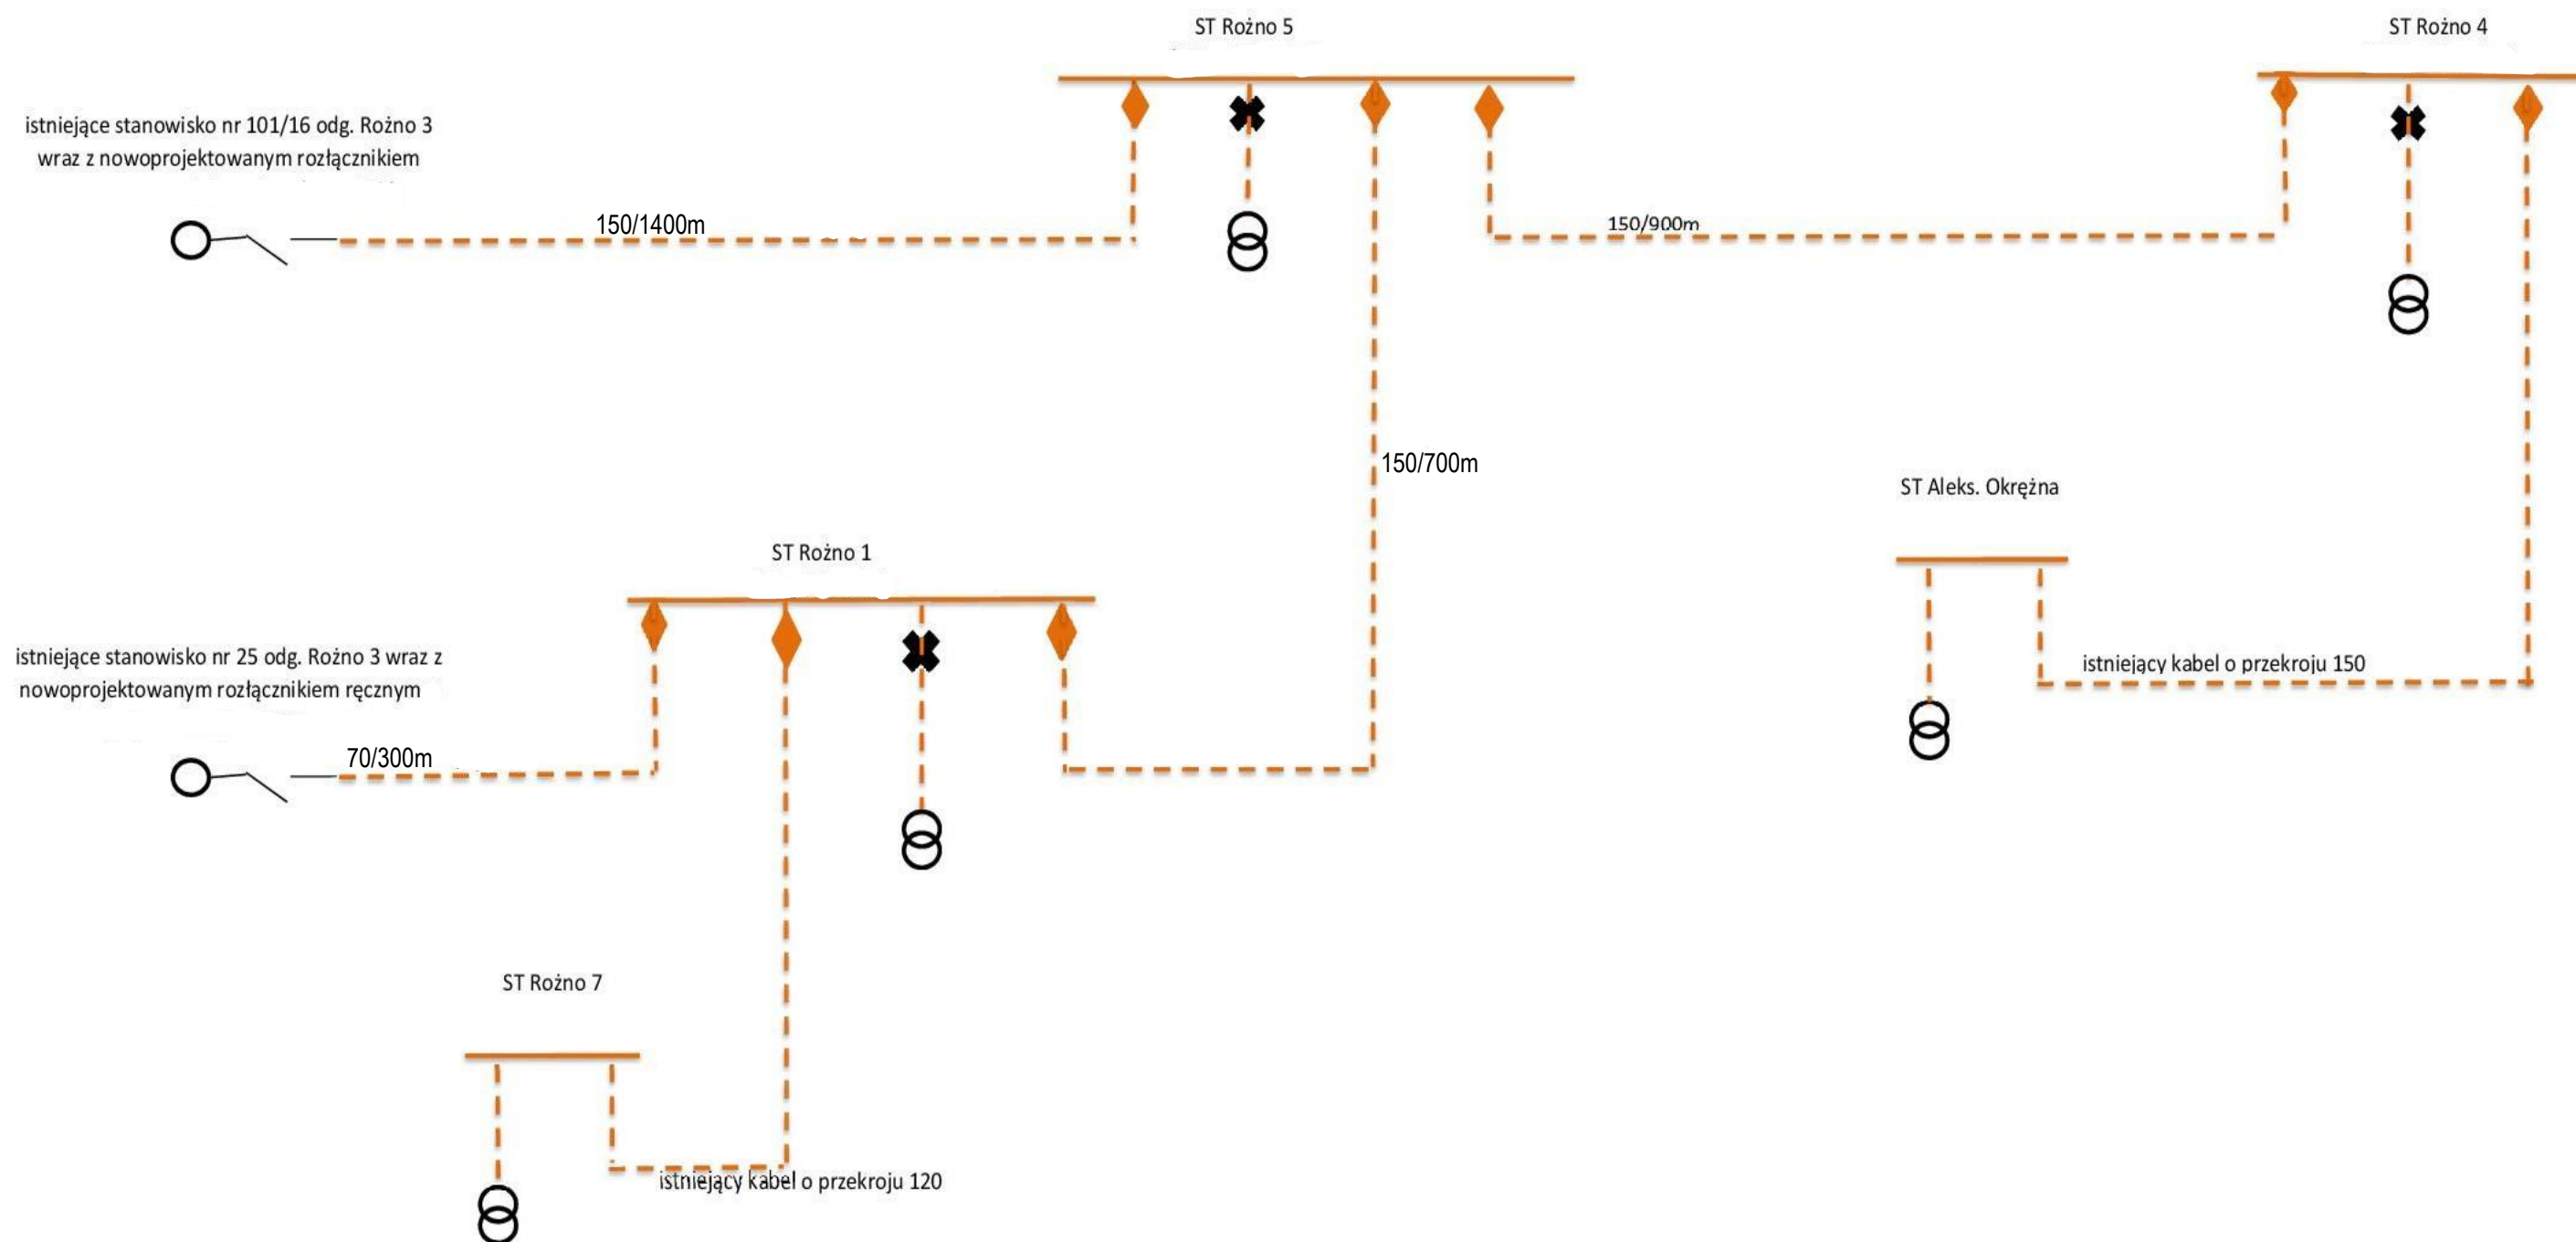 ST Rożno 5
ST Rożno 4
istniejące stanowisko nr 101/16 odg. Rożno 3
wraz z nowoprojektowanym rozłącznikiem
150/1400m
150/900m
150/700m
ST Aleks. Okrężna
ST Rożno 1
istniejące stanowisko nr 25 odg. Rożno 3 wraz z
nowoprojektowanym rozłącznikiem ręcznym
istniejący kabel o przekroju 150
70/300m
ST Rożno 7
istniejący kabel o przekroju 120